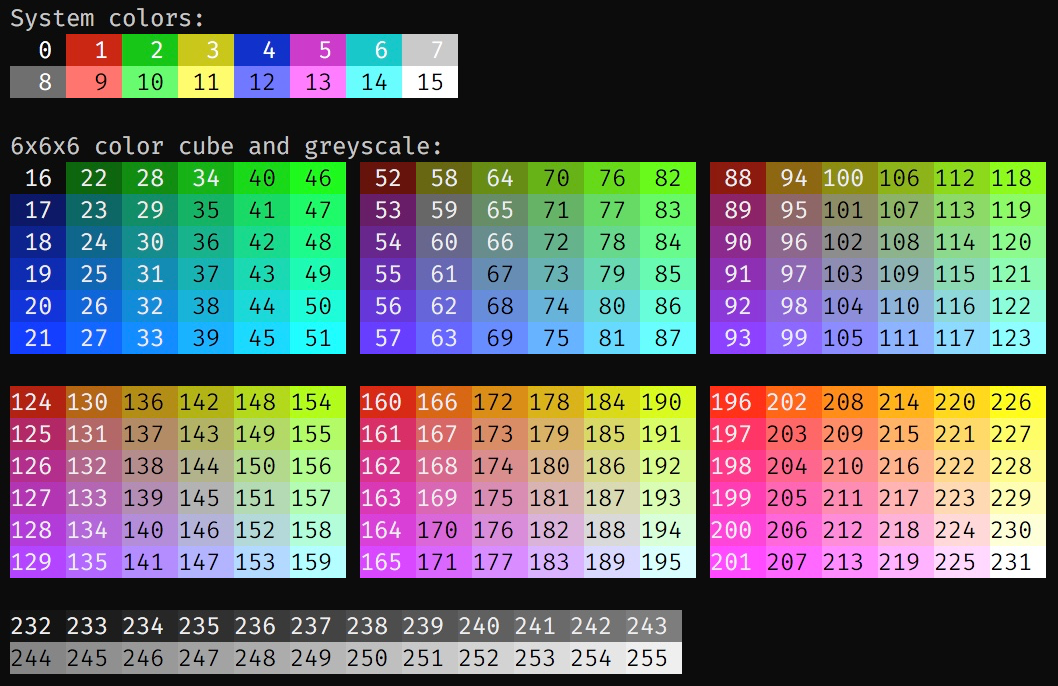 System colors:
0 1 2 3 4 5 6 7
8 9 10 11 12 13 14 15
6x6x6 color cube and greyscale:
16 22 28 34 40 46 52 58 64 70 76 82 88 94 100 106 112 118
17 23 29 35 41 47 53 59 65 71 77 83 89 95 101 107 113 119
18 24 30 36 42 48 54 60 66 72 78 84 90 96 102 108 114 120
19 25 31 37 43 49 55 61 67 73 79 85 91 97 103 109 115 121
20 26 32 38 44 50 56 62 68 74 80 86 92 98 104 110 116 122
21 27 33 39 45 51 57 63 69 75 81 87 93 99 105 111 117 123
124 130 136 142 148 154 160 166 172 178 184 190 196 202 208 214 220 226
125 131 137 143 149 155 161 167 173 179 185 191 197 203 209 215 221 227
126 132 138 144 150 156 162 168 174 180 186 192 198 204 210 216 222 228
127 133 139 145 151 157 163 169 175 181 187 193 199 205 211 217 223 229
128 134 140 146 152 158 164 170 176 182 188 194 200 206 212 218 224 230
129 135 141 147 153 159 165 171 177 183 189 195 201 207 213 219 225 231
232 233 234 235 236 237 238 239 240 241 242 243
244 245 246 247 248 249 250 251 252 253 254 255